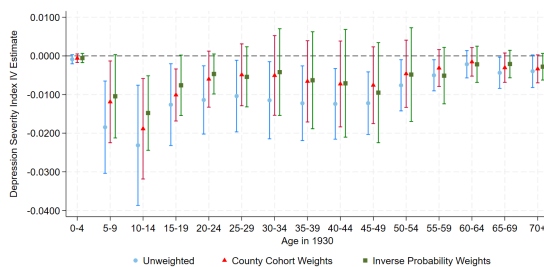 0.0100
0.0000
-0.0100
-0.0200
-0.0300
-0.0400
Depression Severity Index IV Estimate
0-4 5-9 10-14 15-19 20-24 25-29 30-34 35-39 40-44 45-49 50-54 55-59 60-64 65-69 70+
Age in 1930
Unweighted County Cohort Weights Inverse Probability Weights